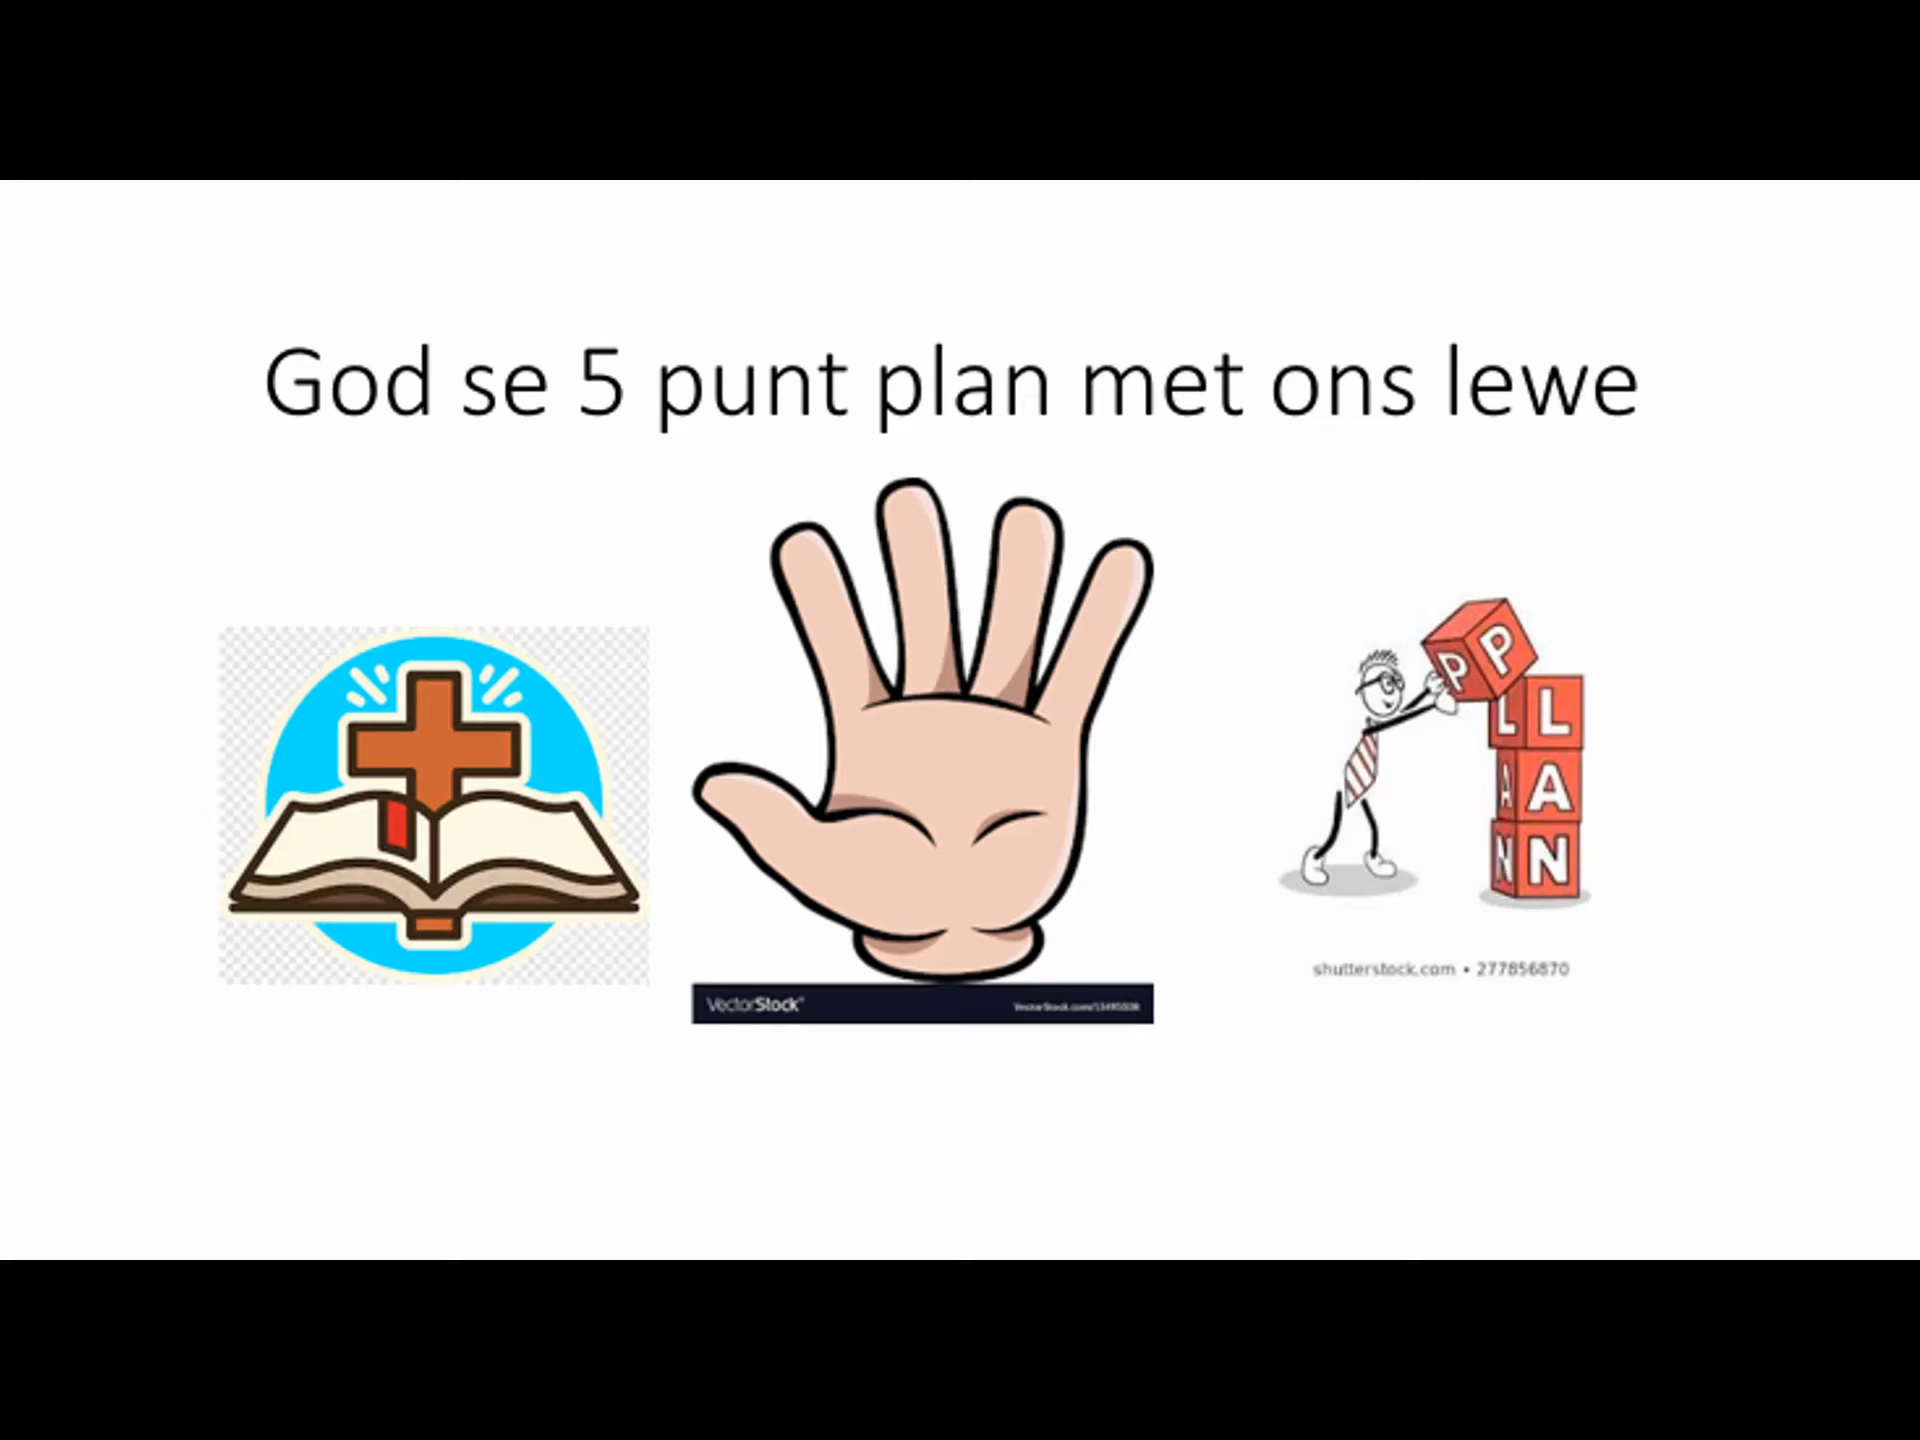 God se 5 punt plan met ons lewe
P P
L L
A A
N N
shutterstock.com • 277856870
VectorStock